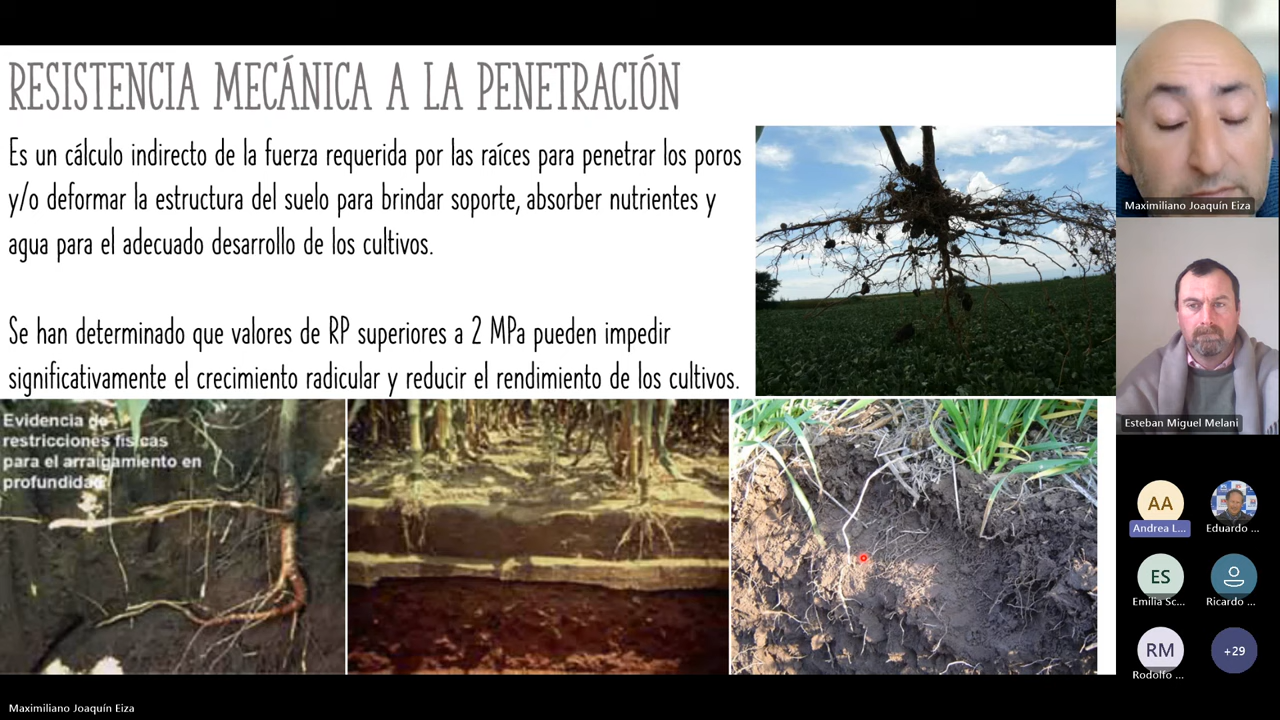 RESISTENCIA MECÁNICA A LA PENETRACIÓN
Es un cálculo indirecto de la fuerza requerida por las raíces para penetrar los poros
y/o deformar la estructura del suelo para brindar soporte, absorber nutrientes y
agua para el adecuado desarrollo de los cultivos.
Se han determinado que valores de RP superiores a 2 MPa pueden impedir
significativamente el crecimiento radicular y reducir el rendimiento de los cultivos.
Evidencia de
restricciones físicas
para el arraigamiento en
profundidad
Maximiliano Joaquín Eiza
Esteban Miguel Melani
AA
Andrea L...
Eduardo ...
ES
Emilia Sc...
Ricardo ...
RM
Rodolfo ...
+29
Maximiliano Joaquín Eiza